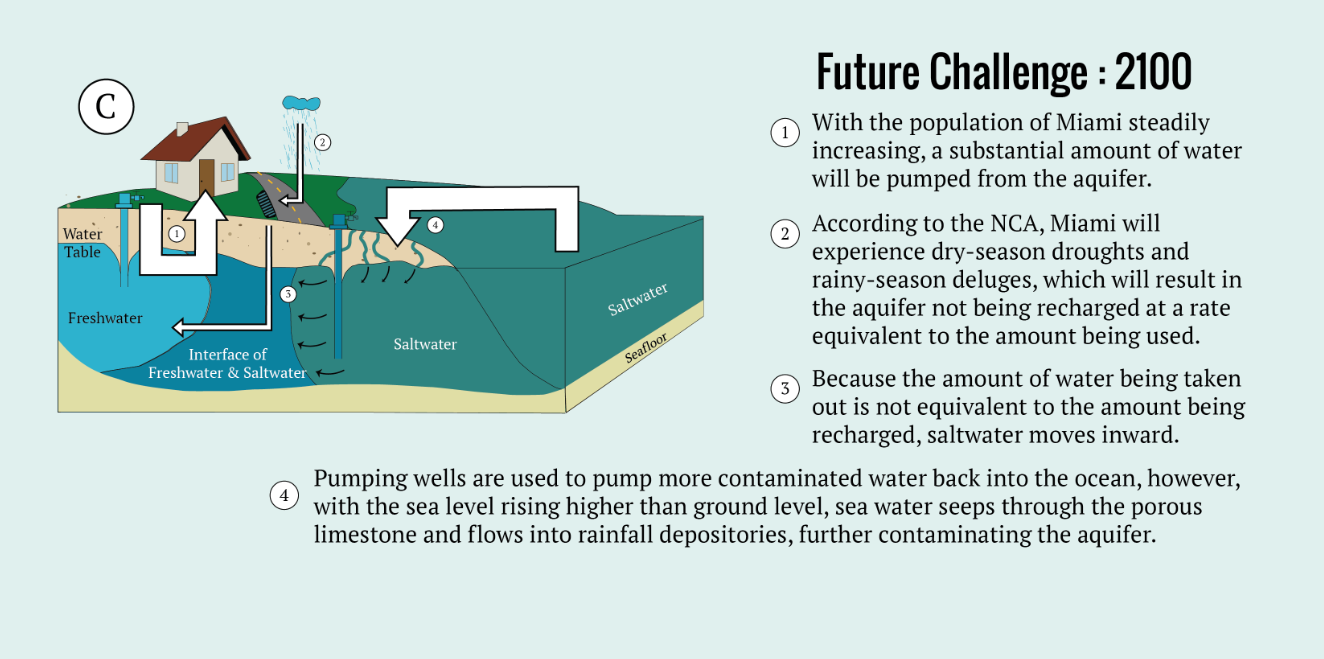 Future Challenge : 2100
C
2
1
4
Water
Table
3
Freshwater
Interface of
Freshwater & Saltwater
Saltwater
Saltwater
Seafloor
1
With the population of Miami steadily
increasing, a substantial amount of water
will be pumped from the aquifer.
2
According to the NCA, Miami will
experience dry-season droughts and
rainy-season deluges, which will result in
the aquifer not being recharged at a rate
equivalent to the amount being used.
3
Because the amount of water being taken
out is not equivalent to the amount being
recharged, saltwater moves inward.
4
Pumping wells are used to pump more contaminated water back into the ocean, however,
with the sea level rising higher than ground level, sea water seeps through the porous
limestone and flows into rainfall depositories, further contaminating the aquifer.